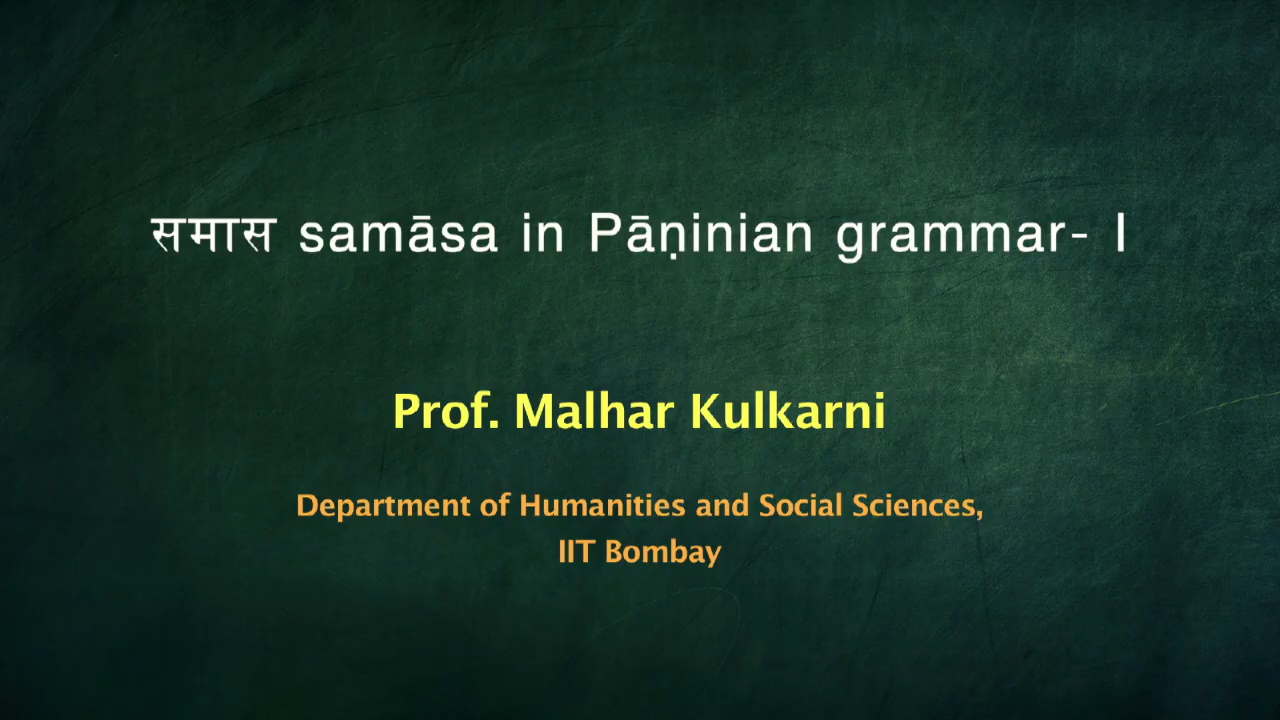 समास samāsa in Pāṇinian grammar- I
Prof. Malhar Kulkarni
Department of Humanities and Social Sciences,
IIT Bombay